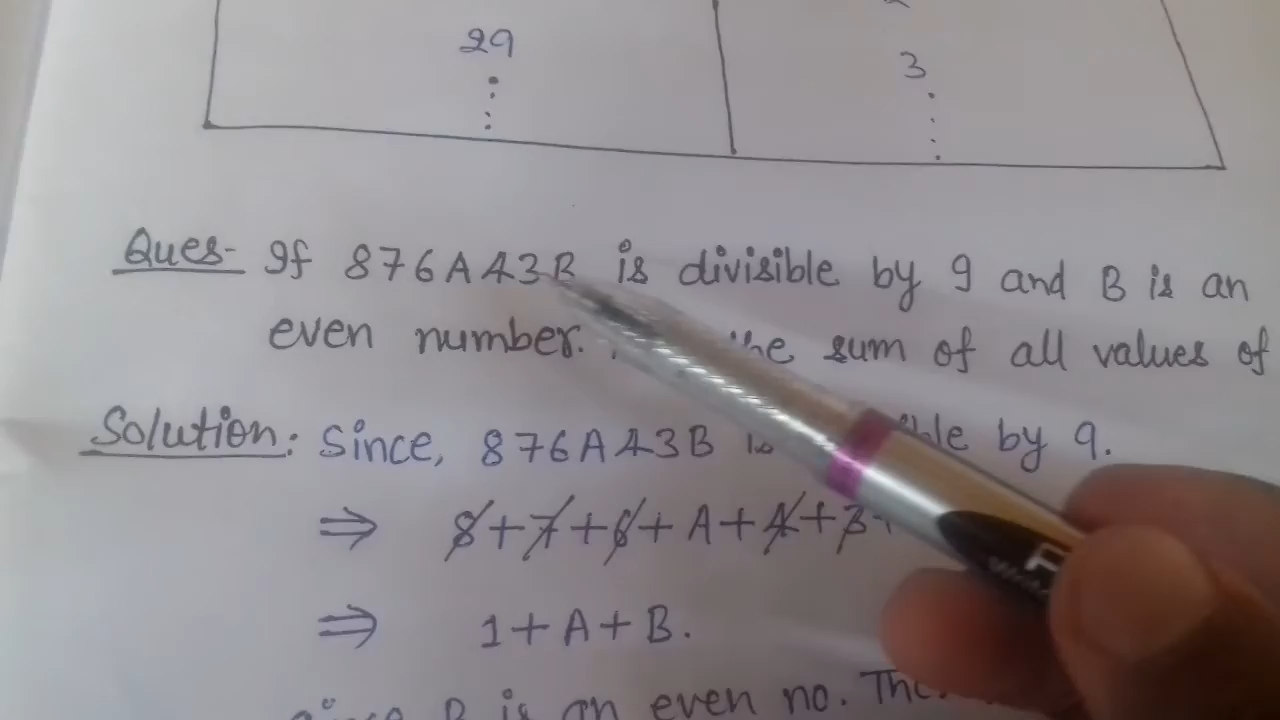 29
3
Ques- If 876A43B is divisible by 9 and B is an
even number. the sum of all values of
Solution: Since, 876A43B is by 9.
⇒ 8+7+6+A+4+3+
⇒ 1+A+B.
B is an even no.